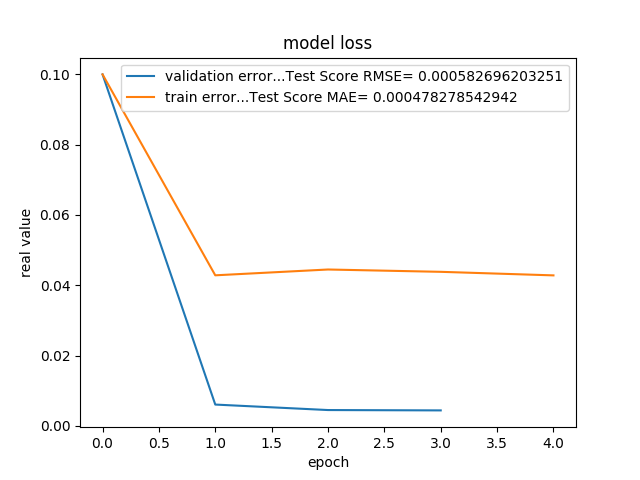 model loss
validation error...Test Score RMSE= 0.000582696203251
train error...Test Score MAE= 0.000478278542942
0.10
0.08
0.06
0.04
0.02
0.00
real value
0.0 0.5 1.0 1.5 2.0 2.5 3.0 3.5 4.0
epoch